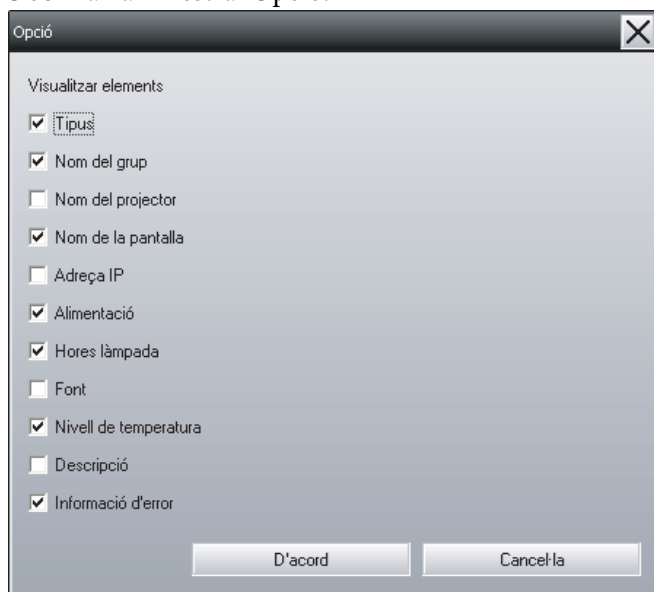 Opció
Visualitzar elements
Tipus
Nom del grup
Nom del projector
Nom de la pantalla
Adreça IP
Alimentació
Hores làmpada
Font
Nivell de temperatura
Descripció
Informació d'error
D'acord
Cancel·la